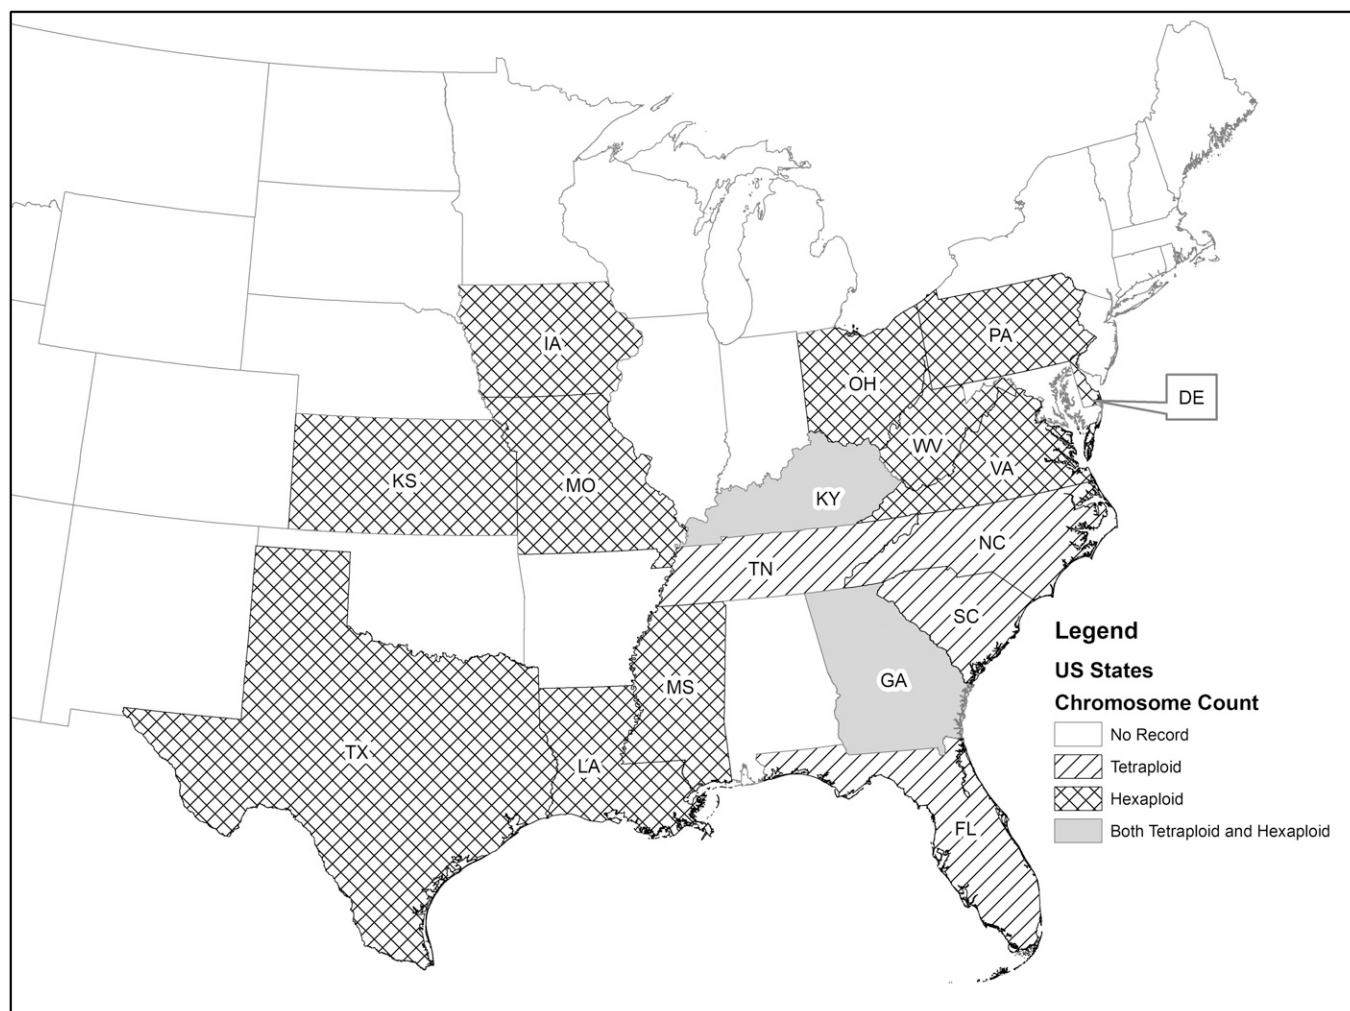 PA
IA
OH
DE
WV
VA
KS
MO
KY
NC
TN
SC
GA
MS
TX
LA
FL
Legend
US States
Chromosome Count
No Record
Tetraploid
Hexaploid
Both Tetraploid and Hexaploid